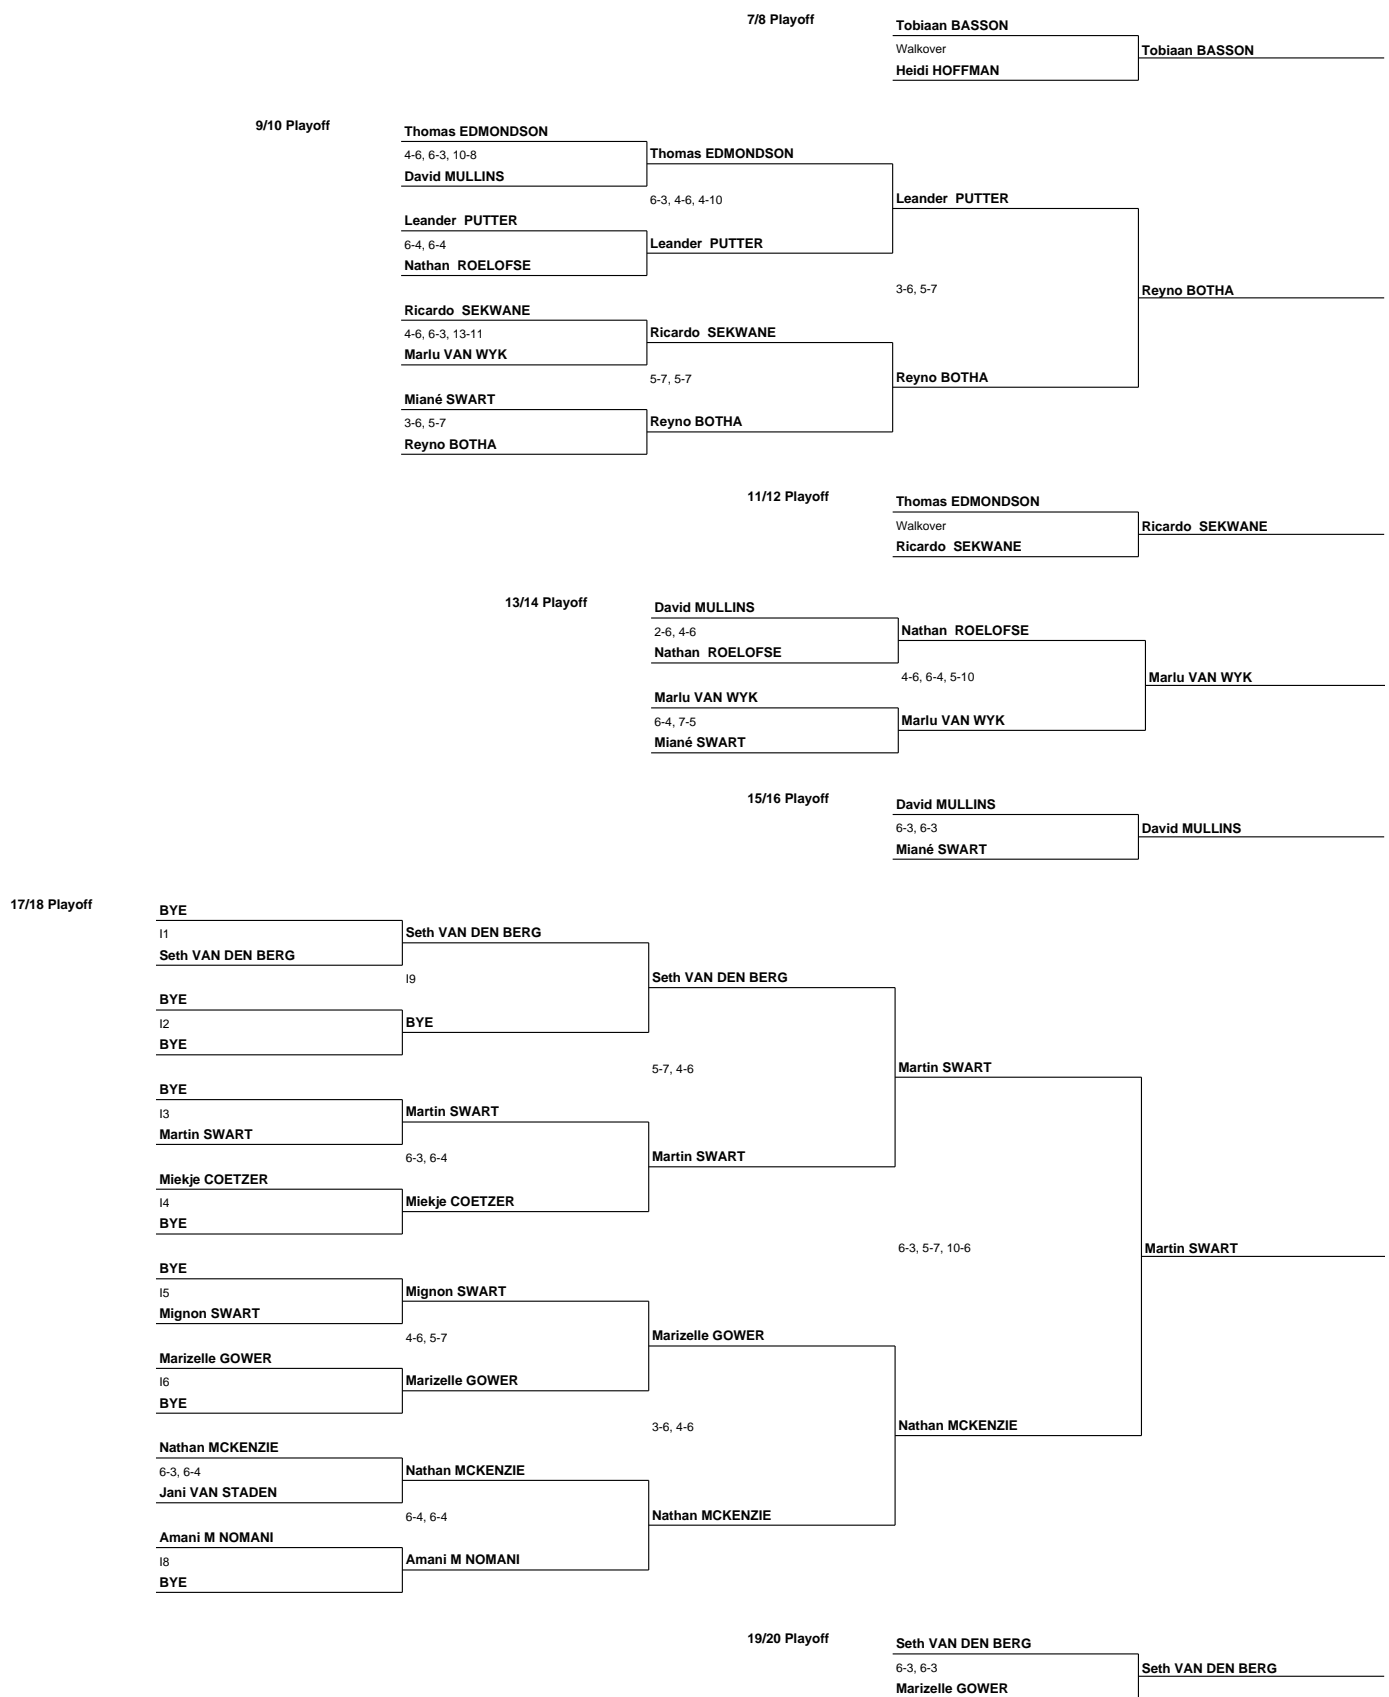 7/8 Playoff
Tobiaan BASSON
Walkover
Tobiaan BASSON
Heidi HOFFMAN
9/10 Playoff
Thomas EDMONDSON
4-6, 6-3, 10-8
Thomas EDMONDSON
David MULLINS
6-3, 4-6, 4-10
Leander PUTTER
Leander PUTTER
6-4, 6-4
Leander PUTTER
Nathan ROELOFSE
3-6, 5-7
Reyno BOTHA
Ricardo SEKWANE
4-6, 6-3, 13-11
Ricardo SEKWANE
Marlu VAN WYK
5-7, 5-7
Reyno BOTHA
Miané SWART
3-6, 5-7
Reyno BOTHA
Reyno BOTHA
11/12 Playoff
Thomas EDMONDSON
Walkover
Ricardo SEKWANE
Ricardo SEKWANE
13/14 Playoff
David MULLINS
2-6, 4-6
Nathan ROELOFSE
Nathan ROELOFSE
4-6, 6-4, 5-10
Marlu VAN WYK
Marlu VAN WYK
6-4, 7-5
Marlu VAN WYK
Miané SWART
15/16 Playoff
David MULLINS
6-3, 6-3
David MULLINS
Miané SWART
17/18 Playoff
BYE
I1
Seth VAN DEN BERG
Seth VAN DEN BERG
I9
Seth VAN DEN BERG
BYE
I2
BYE
BYE
5-7, 4-6
Martin SWART
BYE
I3
Martin SWART
Martin SWART
6-3, 6-4
Martin SWART
Miekje COETZER
I4
Miekje COETZER
BYE
6-3, 5-7, 10-6
Martin SWART
BYE
I5
Mignon SWART
Mignon SWART
4-6, 5-7
Marizelle GOWER
Marizelle GOWER
I6
Marizelle GOWER
BYE
3-6, 4-6
Nathan MCKENZIE
Nathan MCKENZIE
6-3, 6-4
Nathan MCKENZIE
Jani VAN STADEN
6-4, 6-4
Nathan MCKENZIE
Amani M NOMANI
I8
Amani M NOMANI
BYE
19/20 Playoff
Seth VAN DEN BERG
6-3, 6-3
Seth VAN DEN BERG
Marizelle GOWER